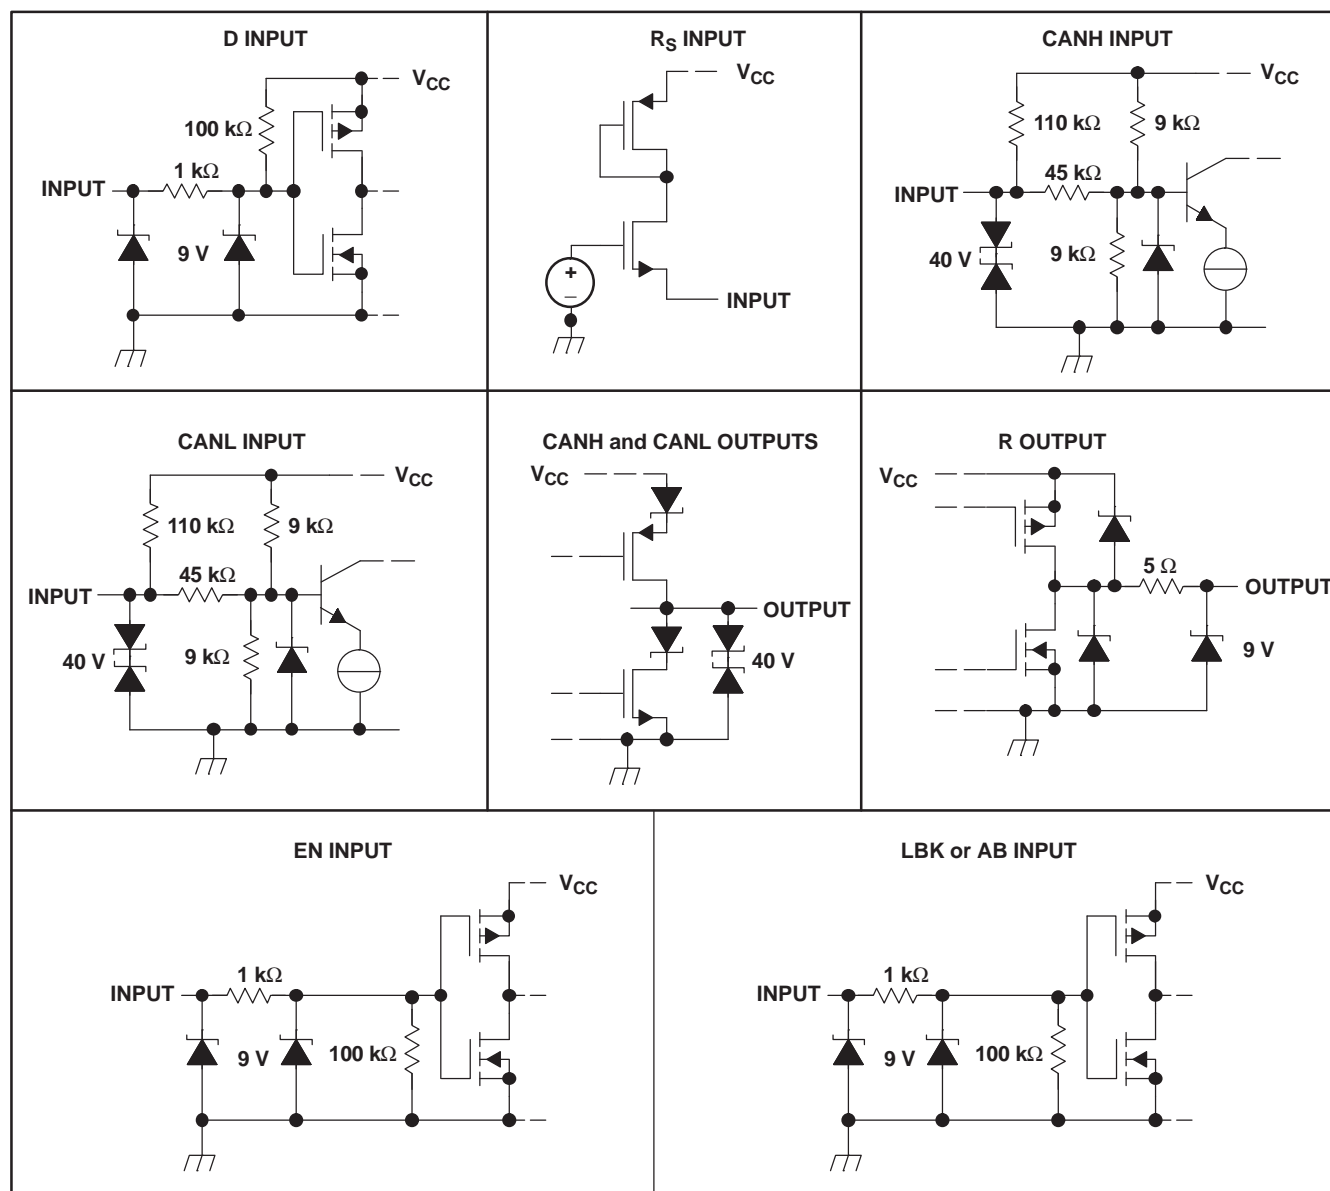 D INPUT
VCC
100 kΩ
1 kΩ
INPUT
9 V
RS INPUT
VCC
+
–
INPUT
CANH INPUT
VCC
110 kΩ
9 kΩ
45 kΩ
INPUT
40 V
9 kΩ
CANL INPUT
VCC
110 kΩ
9 kΩ
45 kΩ
INPUT
40 V
9 kΩ
CANH and CANL OUTPUTS
VCC
OUTPUT
40 V
R OUTPUT
VCC
5 Ω
OUTPUT
9 V
EN INPUT
VCC
1 kΩ
INPUT
9 V
100 kΩ
LBK or AB INPUT
VCC
1 kΩ
INPUT
9 V
100 kΩ